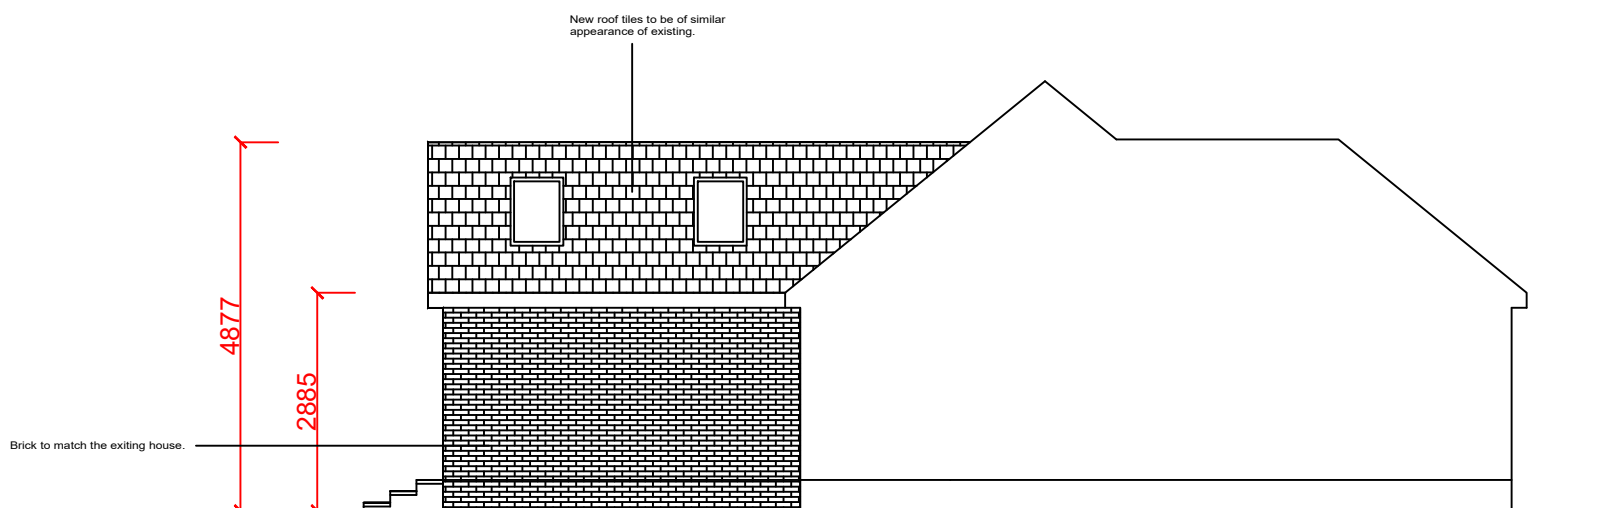 New roof tiles to be of similar
appearance of existing.
4877
2885
Brick to match the exiting house.